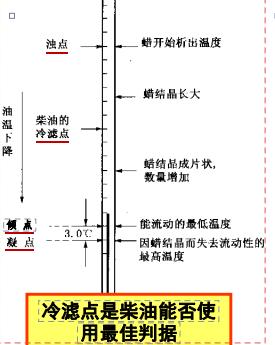 浊点
蜡开始析出温度
蜡结晶长大
油温下降
柴油的
冷滤点
蜡结晶成片状,
数量增加
倾点
3.0℃
能流动的最低温度
凝点
因蜡结晶而失去流动性的
最高温度
冷滤点是柴油能否使
用最佳判据